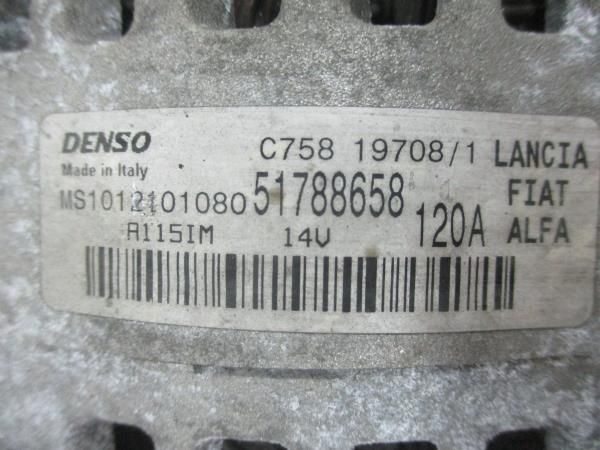 DENSO C758 19708/1 LANCIA
Made in Italy FIAT
MS1012101080 51788658 120A ALFA
A115IM 14V